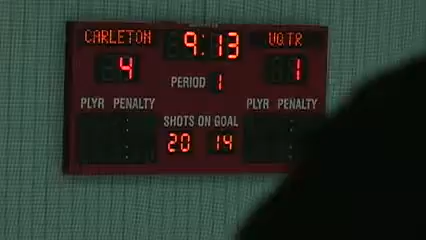 CARLETON 9:13 UQTR
4 PERIOD 1 1
PLYR PENALTY PLYR PENALTY
SHOTS ON GOAL
20 14